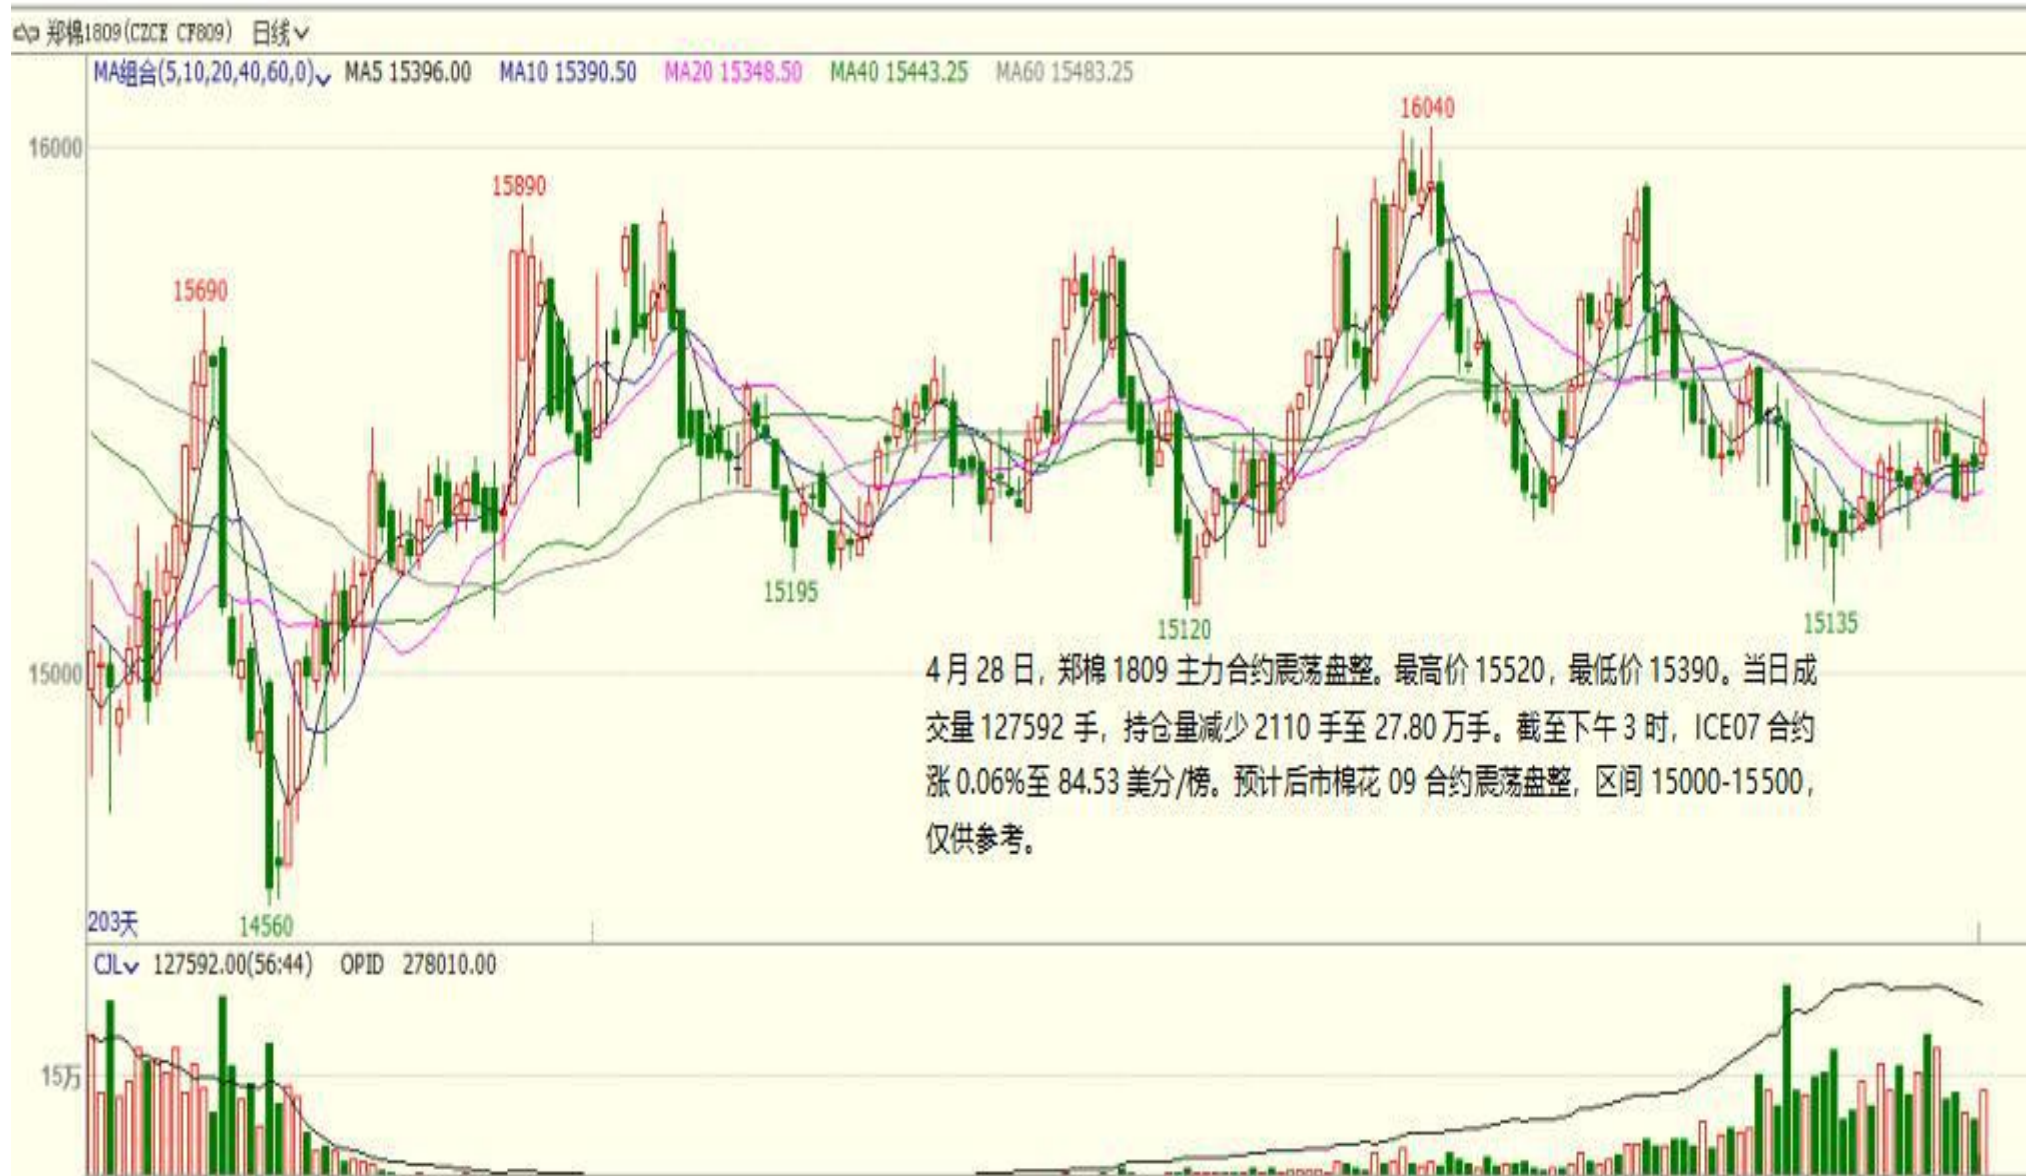 郑棉1809(CZCE CF809) 日线
MA组合(5,10,20,40,60,0) MA5 15396.00 MA10 15390.50 MA20 15348.50 MA40 15443.25 MA60 15483.25
16040
16000
15890
15690
15195
15120
15135
15000
4月28日，郑棉1809主力合约震荡盘整。最高价15520，最低价15390。当日成
交量127592手，持仓量减少2110手至27.80万手。截至下午3时，ICE07合约
涨0.06%至84.53美分/榜。预计后市棉花09合约震荡盘整，区间15000-15500，
仅供参考。
203天
14560
CJL 127592.00(56:44) OPID 278010.00
15万